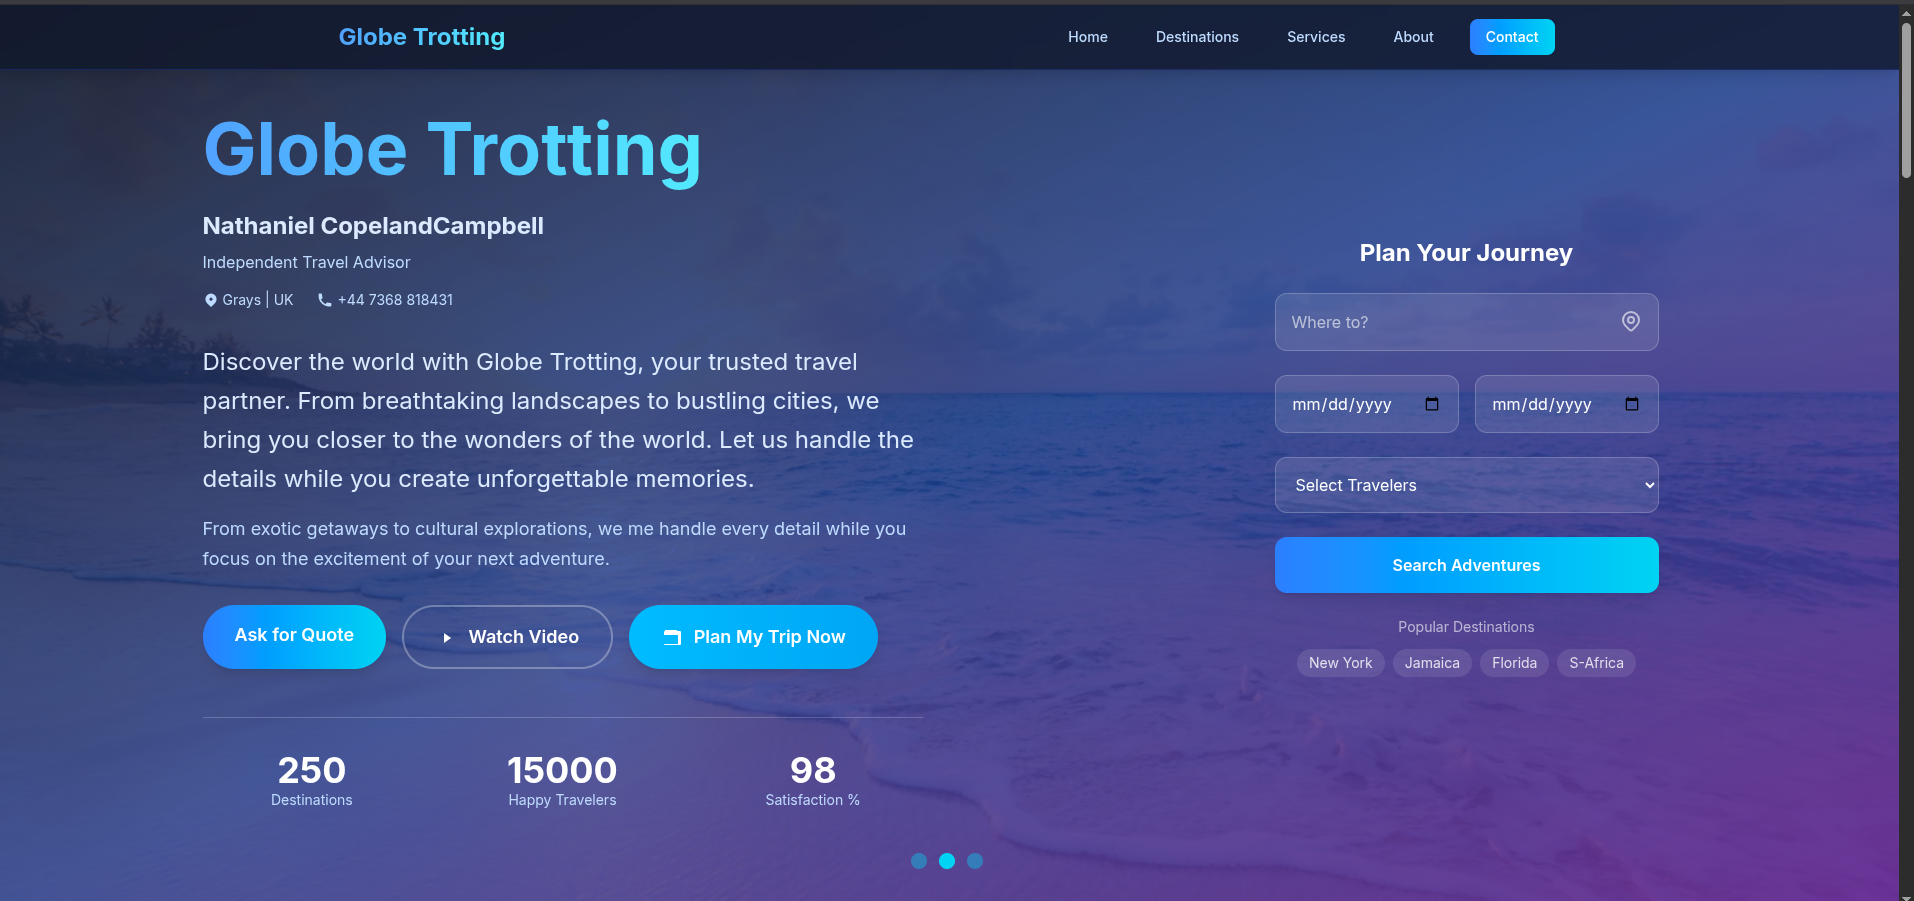 Globe Trotting
Home
Destinations
Services
About
Contact
Globe Trotting
Nathaniel CopelandCampbell
Independent Travel Advisor
Grays | UK
+44 7368 818431
Discover the world with Globe Trotting, your trusted travel
partner. From breathtaking landscapes to bustling cities, we
bring you closer to the wonders of the world. Let us handle the
details while you create unforgettable memories.
From exotic getaways to cultural explorations, we me handle every detail while you
focus on the excitement of your next adventure.
Ask for Quote
Watch Video
Plan My Trip Now
250
Destinations
15000
Happy Travelers
98
Satisfaction %
Plan Your Journey
Where to?
mm/dd/yyyy
mm/dd/yyyy
Select Travelers
Search Adventures
Popular Destinations
New York
Jamaica
Florida
S-Africa